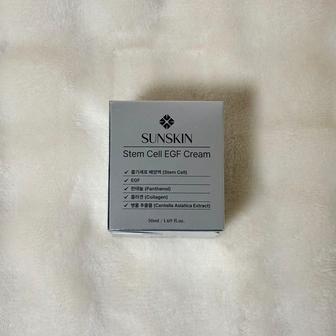 SUNSKIN
Stem Cell EGF Cream
✓ 줄기세포 배양액 (Stem Cell)
✓ EGF
✓ 판테놀 (Panthenol)
✓ 콜라겐 (Collagen)
✓ 병풀 추출물 (Centella Asiatica Extract)
50ml / 1.69 fl.oz.